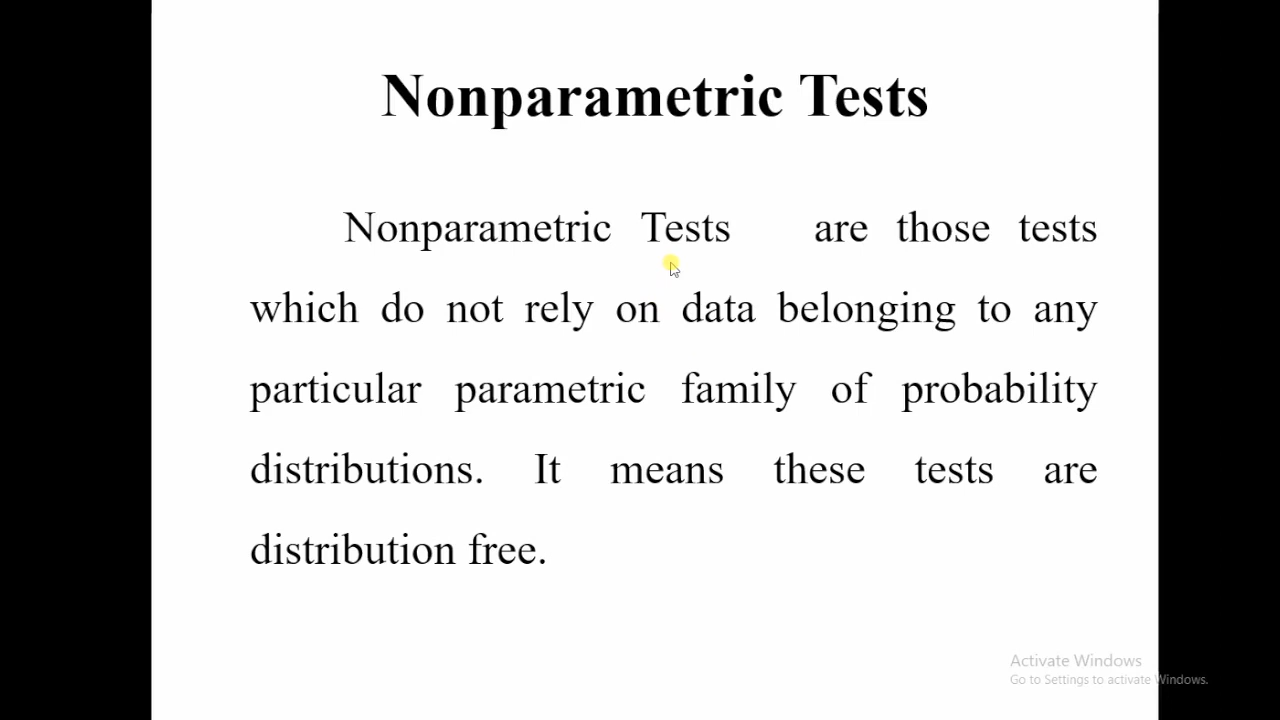 Nonparametric Tests
Nonparametric Tests are those tests
which do not rely on data belonging to any
particular parametric family of probability
distributions. It means these tests are
distribution free.
Activate Windows
Go to Settings to activate Windows.